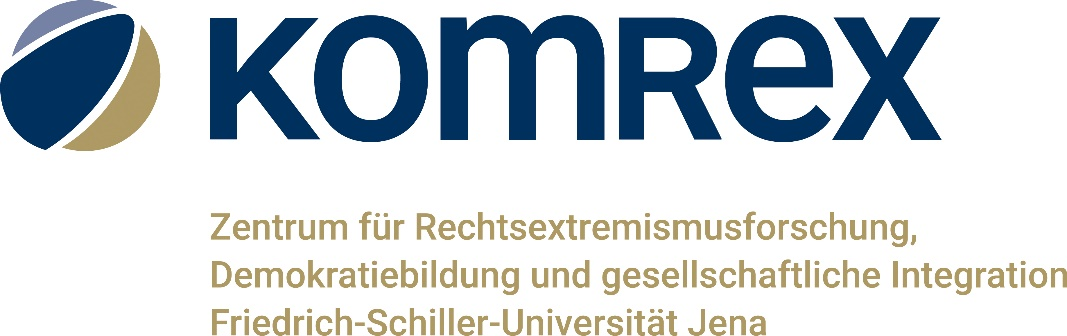 KomRex
Zentrum für Rechtsextremismusforschung,
Demokratiebildung und gesellschaftliche Integration
Friedrich-Schiller-Universität Jena